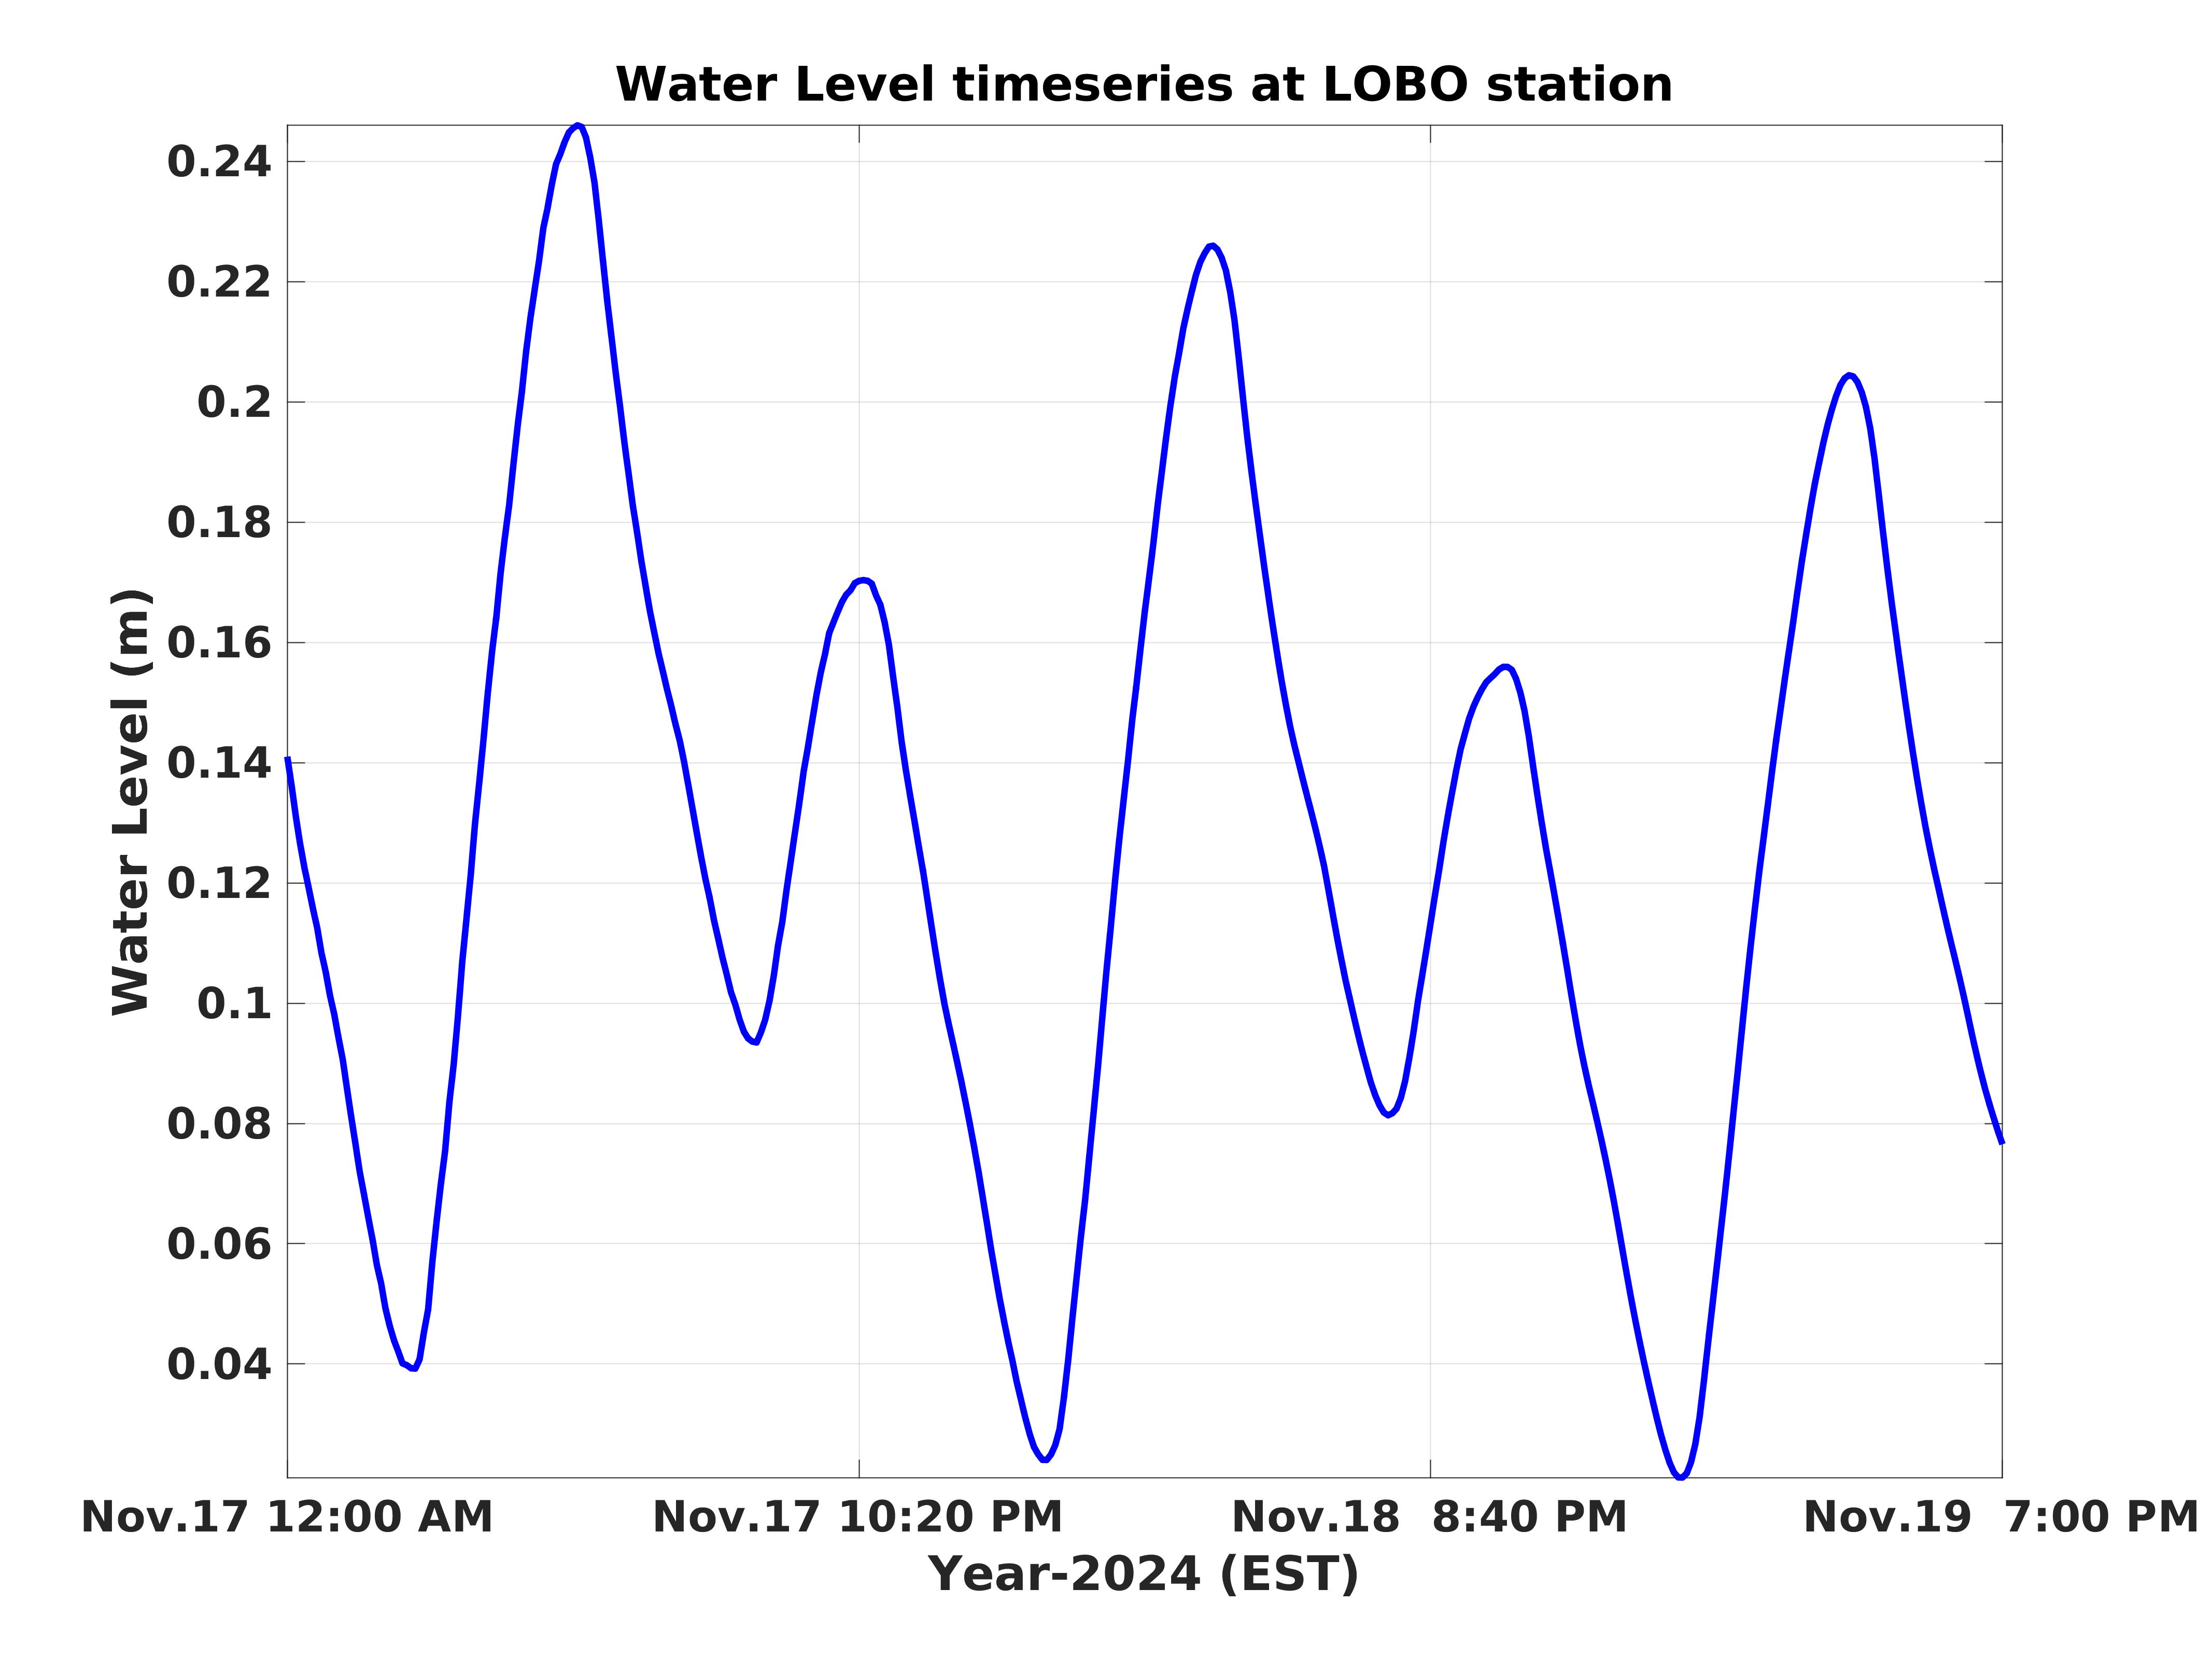 Water Level timeseries at LOBO station
0.24
0.22
0.2
0.18
0.16
0.14
0.12
0.1
0.08
0.06
0.04
Water Level (m)
Nov.17 12:00 AM Nov.17 10:20 PM Nov.18 8:40 PM Nov.19 7:00 PM
Year-2024 (EST)